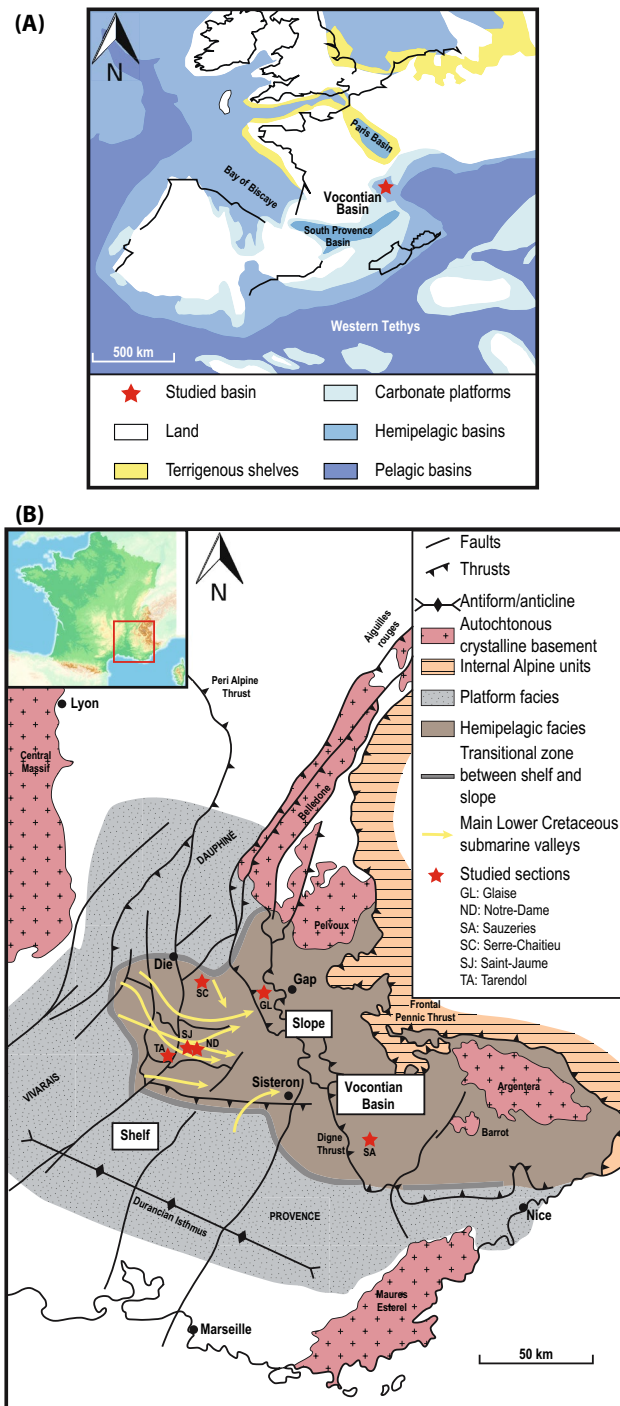 (A)
N
Paris Basin
Bay of Biscaye
Vocontian
Basin
South Provence
Basin
Western Tethys
500 km
Studied basin
Carbonate platforms
Land
Hemipelagic basins
Terrigenous shelves
Pelagic basins
(B)
N
Faults
Thrusts
Antiform/anticline
Autochtonous
crystalline basement
Internal Alpine units
Platform facies
Hemipelagic facies
Transitional zone
between shelf and
slope
Main Lower Cretaceous
submarine valleys
Studied sections
GL: Glaise
ND: Notre-Dame
SA: Sauzeries
SC: Serre-Chaitieu
SJ: Saint-Jaume
TA: Tarendol
Aiguilles
rouges
Peri Alpine
Thrust
Lyon
Central
Massif
Belledone
DAUPHINÉ
Pelvoux
Die
SC
Gap
GL
Slope
Frontal
Pennic Thrust
SJ
ND
TA
Argentera
VIVARAIS
Sisteron
Vocontian
Basin
Barrot
Shelf
Digne
Thrust
SA
Durancian Isthmus
PROVENCE
Nice
Maures
Esterel
Marseille
50 km